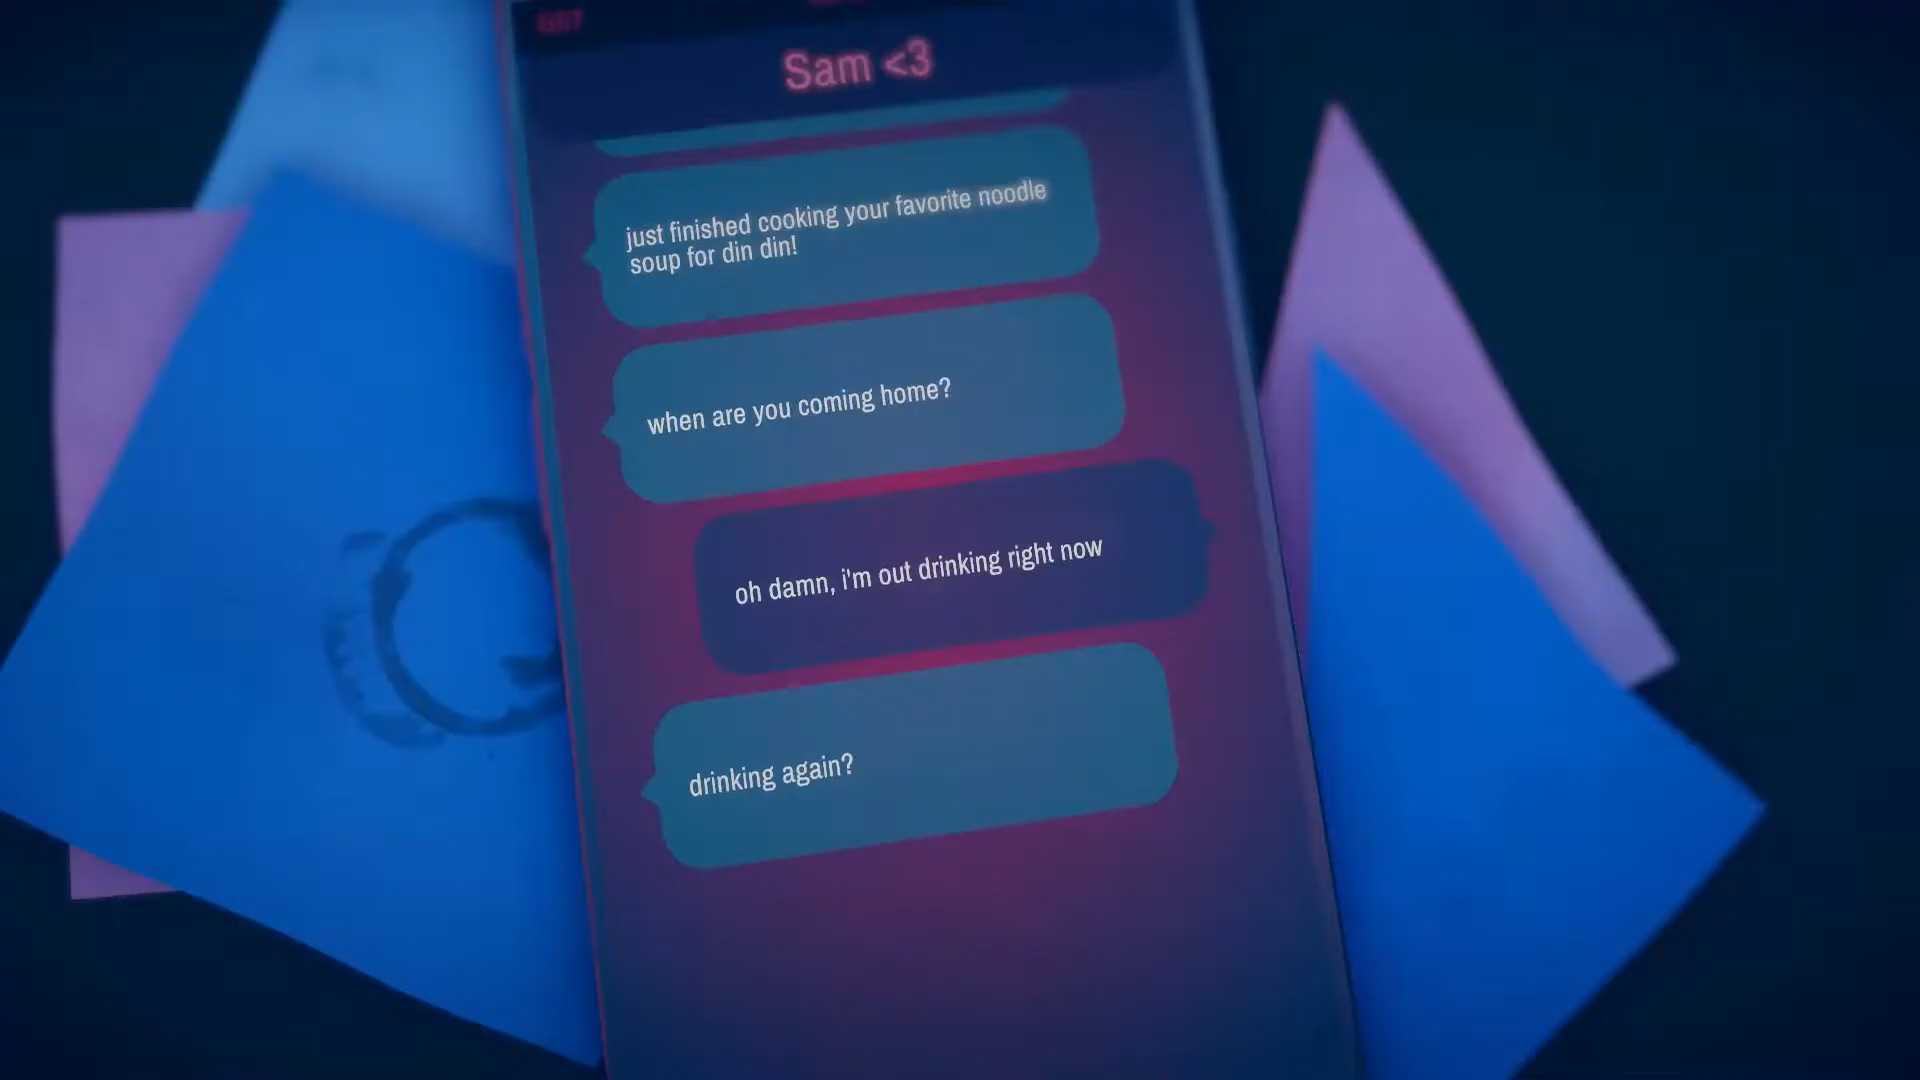 Sam <3
just finished cooking your favorite noodle
soup for din din!
when are you coming home?
oh damn, i'm out drinking right now
drinking again?